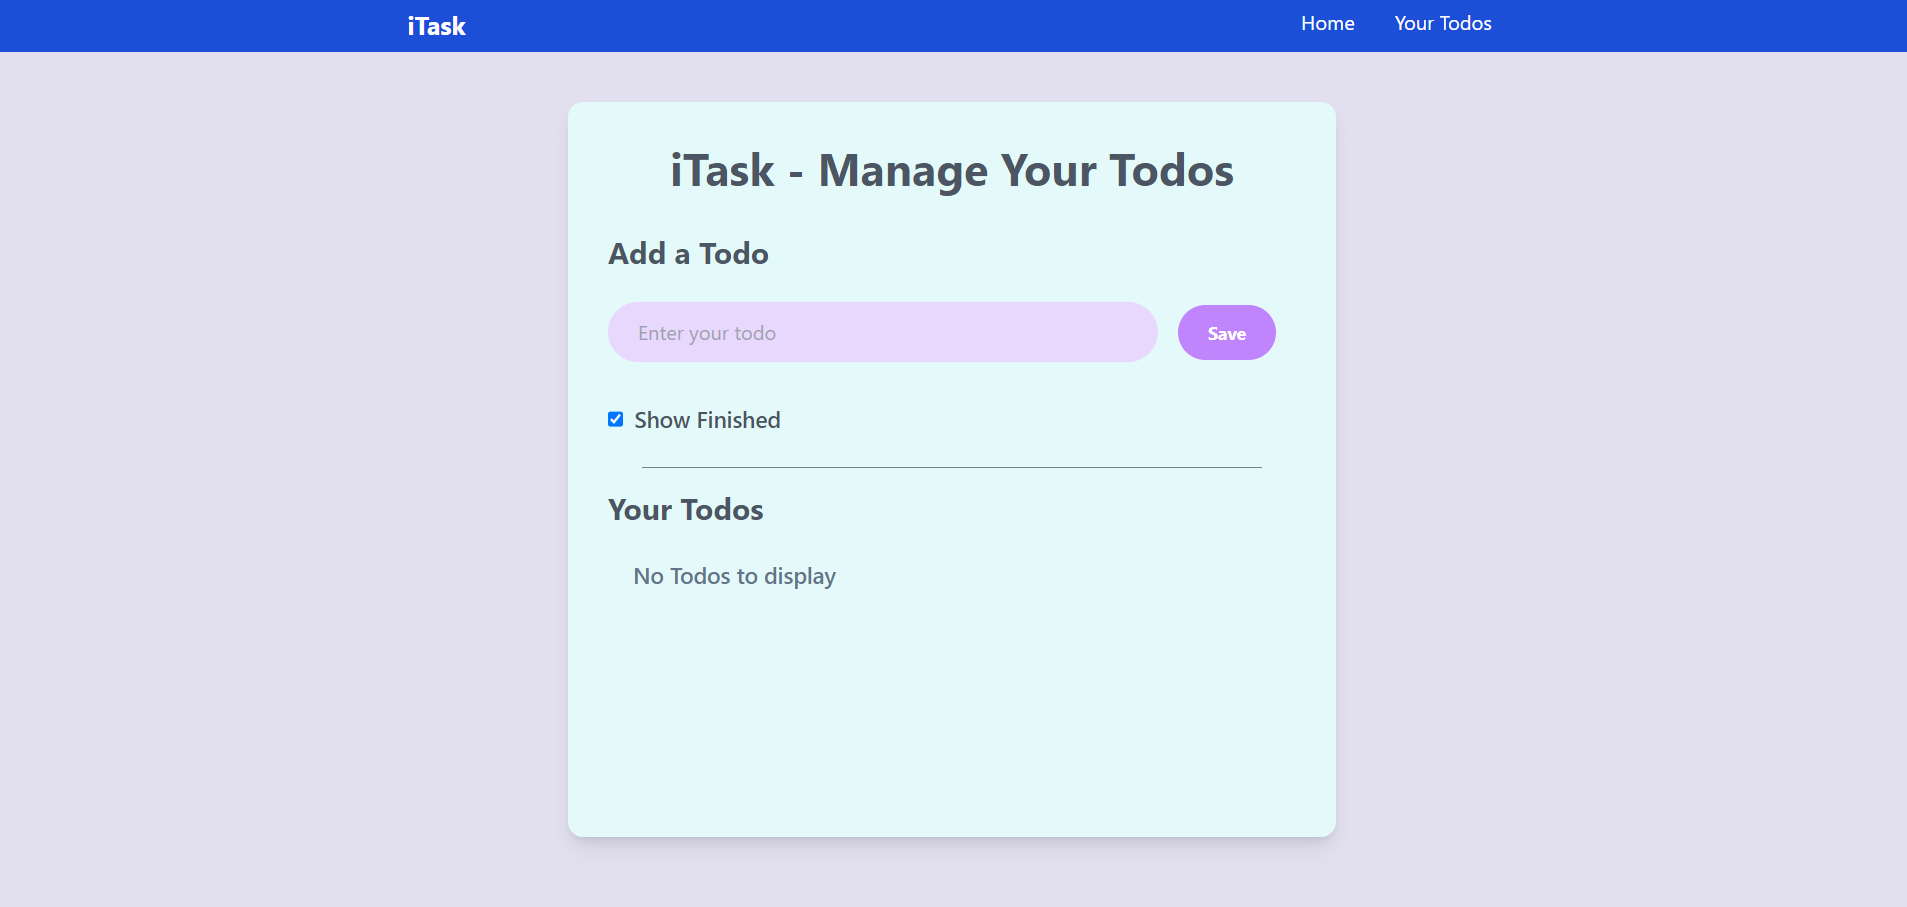 iTask
Home
Your Todos
iTask - Manage Your Todos
Add a Todo
Enter your todo
Save
Show Finished
Your Todos
No Todos to display